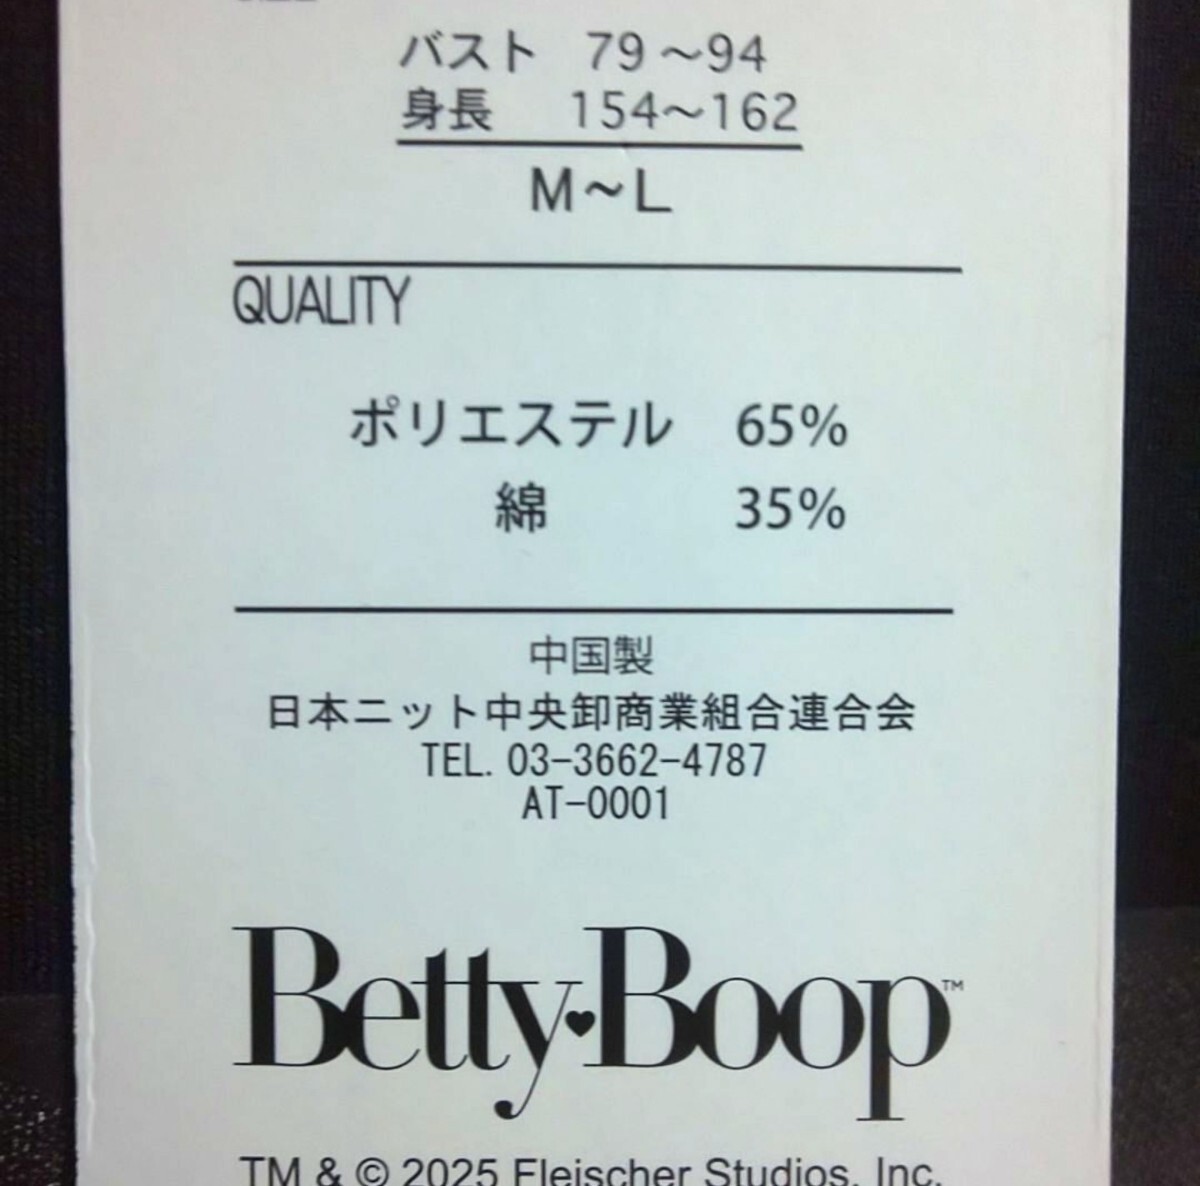 バスト 79～94
身長 154～162
M～L
QUALITY
ポリエステル 65%
綿 35%
中国製
日本ニット中央卸商業組合連合会
TEL. 03-3662-4787
AT-0001
Betty♥Boop™
TM & © 2025 Fleischer Studios, Inc.